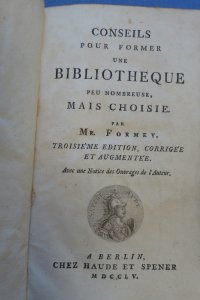 CONSEILS
POUR FORMER
UNE
BIBLIOTHEQUE
PEU NOMBREUSE,
MAIS CHOISIE.
PAR
MR. FORMEY.
TROISIÈME EDITION, CORRIGÉE
ET AUGMENTÉE.
Avec une Notice des Ouvrages de l'Auteur.
A BERLIN,
CHEZ HAUDE ET SPENER
MDCCLV.